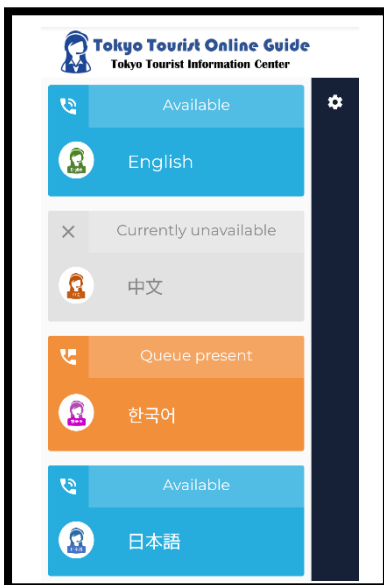 Tokyo Tourist Online Guide
Tokyo Tourist Information Center
Available
English
Currently unavailable
中文
Queue present
한국어
Available
日本語